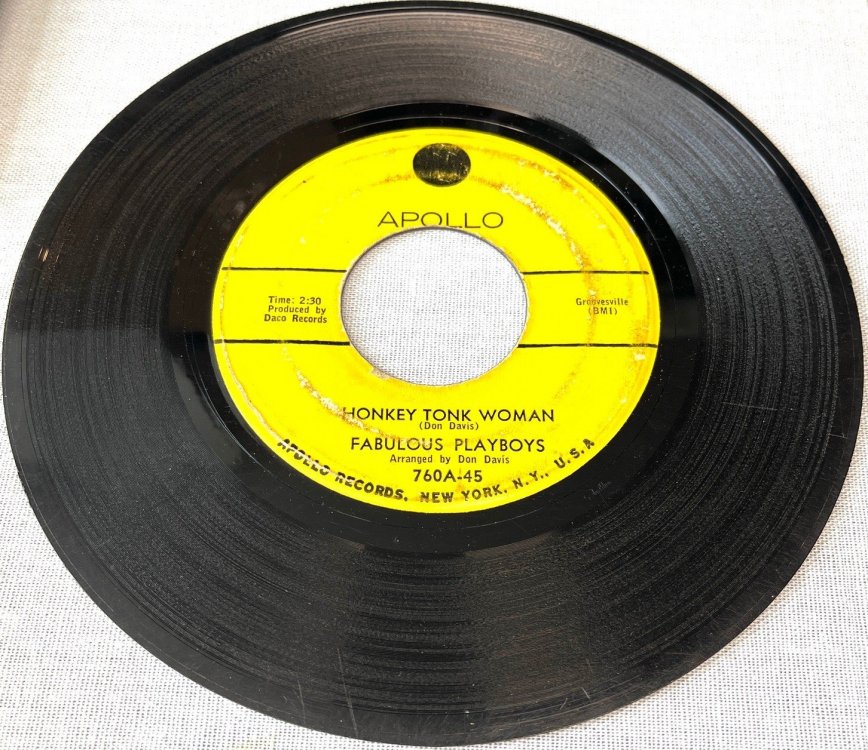 APOLLO
Time: 2:30
Produced by
Daco Records
Groovesville
(BMI)
HONKEY TONK WOMAN
(Don Davis)
FABULOUS PLAYBOYS
Arranged by Don Davis
760A-45
APOLLO RECORDS, NEW YORK, N.Y., U.S.A